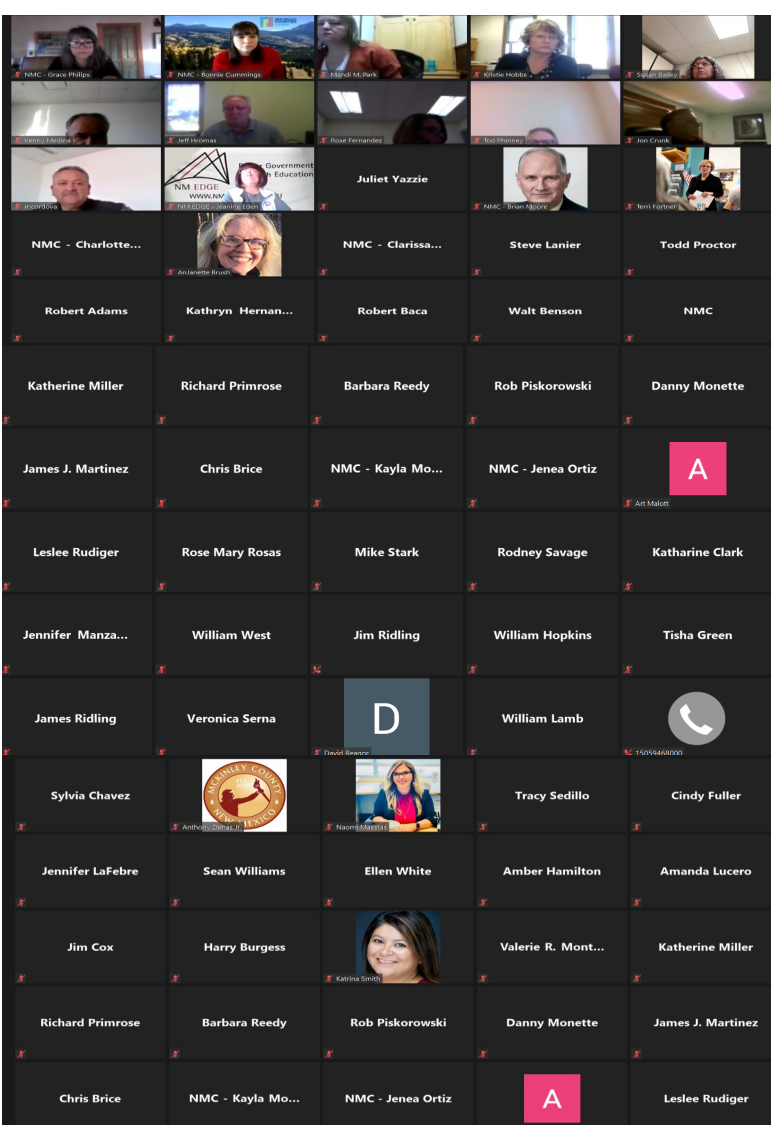 NMC - Grace Philips
NMC - Bonnie Cummings
Mandi M. Park
Kristie Hobbs
Susan Bailey
Kenny Medina
Jeff Hromas
Rose Fernandez
Tod Phinney
Jon Crunk
mcordova
NM EDGE
WWW.NM
Government
Education
NM EDGE - Jeaning Eden
Juliet Yazzie
NMC - Brian Moore
Terri Fortner
NMC - Charlotte...
AnJanette Brush
NMC - Clarissa...
Steve Lanier
Todd Proctor
Robert Adams
Kathryn Hernan...
Robert Baca
Walt Benson
NMC
Katherine Miller
Richard Primrose
Barbara Reedy
Rob Piskorowski
Danny Monette
James J. Martinez
Chris Brice
NMC - Kayla Mo...
NMC - Jenea Ortiz
A
Art Malott
Leslee Rudiger
Rose Mary Rosas
Mike Stark
Rodney Savage
Katharine Clark
Jennifer Manza...
William West
Jim Ridling
William Hopkins
Tisha Green
James Ridling
Veronica Serna
D
David Reagor
William Lamb
15059468000
Sylvia Chavez
MCKINLEY COUNTY
NEW MEXICO
Anthony Dimas Jr.
Naomi Maestas
Tracy Sedillo
Cindy Fuller
Jennifer LaFebre
Sean Williams
Ellen White
Amber Hamilton
Amanda Lucero
Jim Cox
Harry Burgess
Katrina Smith
Valerie R. Mont...
Katherine Miller
Richard Primrose
Barbara Reedy
Rob Piskorowski
Danny Monette
James J. Martinez
Chris Brice
NMC - Kayla Mo...
NMC - Jenea Ortiz
A
Leslee Rudiger